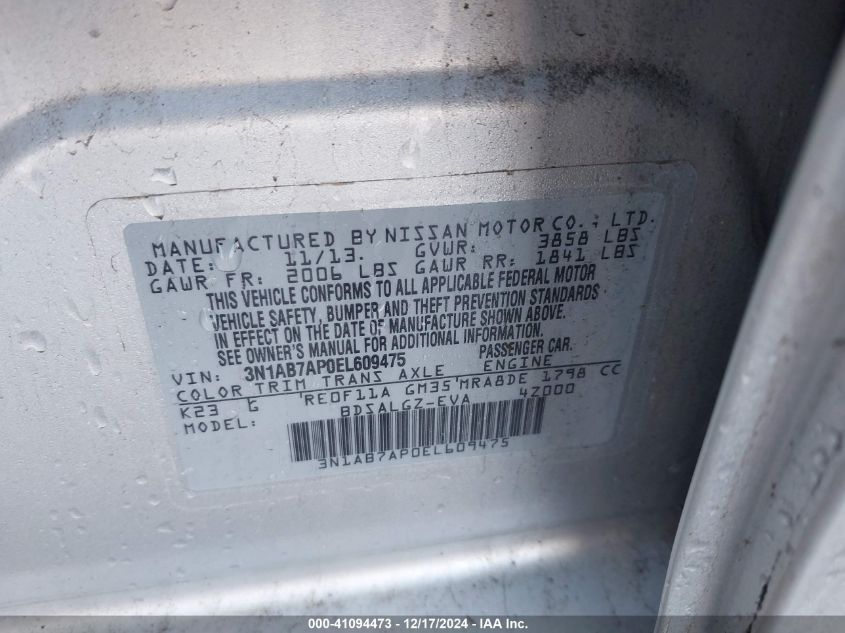 MANUFACTURED BY NISSAN MOTOR CO., LTD.
DATE: 11/13. GVWR: 3858 LBS
GAWR FR: 2006 LBS GAWR RR: 1841 LBS
THIS VEHICLE CONFORMS TO ALL APPLICABLE FEDERAL MOTOR
VEHICLE SAFETY, BUMPER AND THEFT PREVENTION STANDARDS
IN EFFECT ON THE DATE OF MANUFACTURE SHOWN ABOVE.
SEE OWNER'S MANUAL FOR ADDITIONAL INFORMATION.
VIN: 3N1AB7AP0EL609475 PASSENGER CAR.
COLOR TRIM TRANS AXLE ENGINE
K23 G RE0F11A GM35 MRA8DE 1798 CC
MODEL: BDSALGZ-EVA 4Z000
3N1AB7AP0EL609475
000-41094473 - 12/17/2024 - IAA Inc.